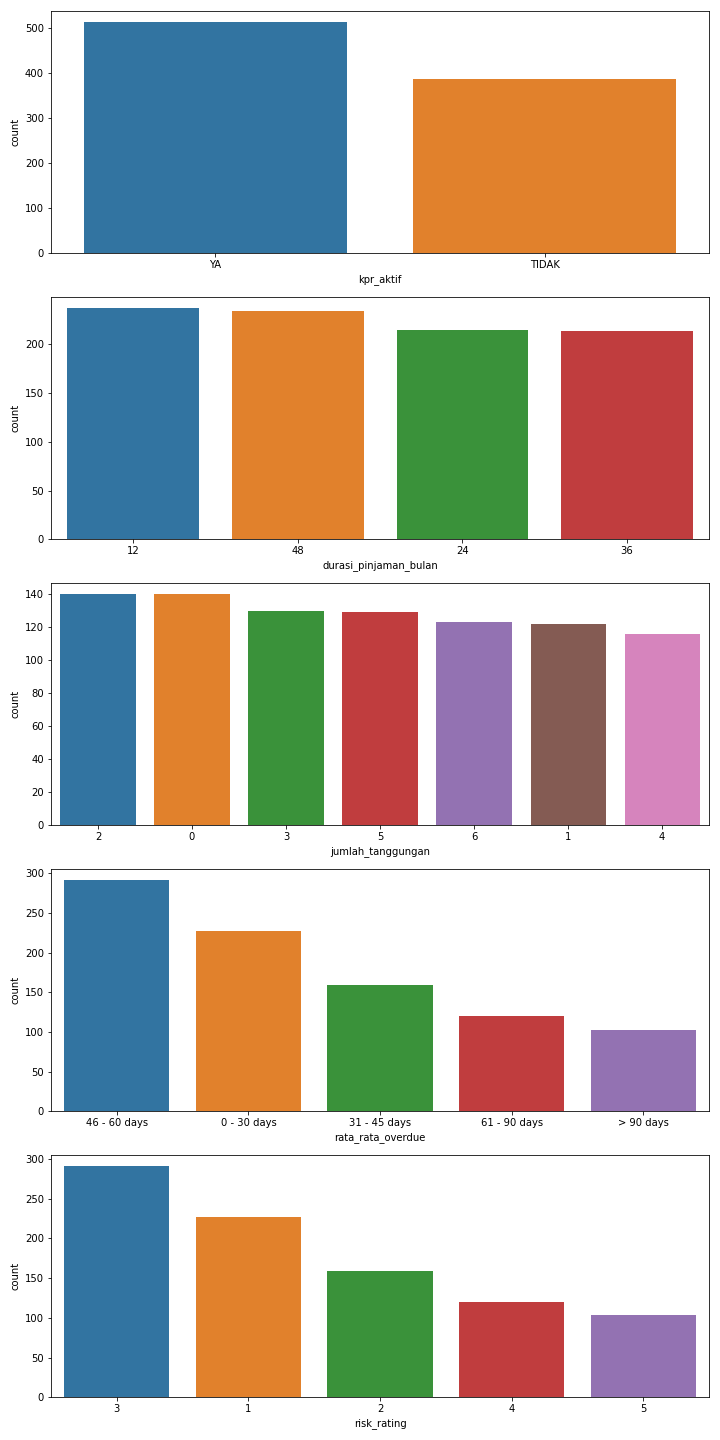 500
400
300
200
100
0
count
YA TIDAK
kpr_aktif
200
150
100
50
0
count
12 48 24 36
durasi_pinjaman_bulan
140
120
100
80
60
40
20
0
count
2 0 3 5 6 1 4
jumlah_tanggungan
300
250
200
150
100
50
0
count
46 - 60 days 0 - 30 days 31 - 45 days 61 - 90 days > 90 days
rata_rata_overdue
300
250
200
150
100
50
0
count
3 1 2 4 5
risk_rating